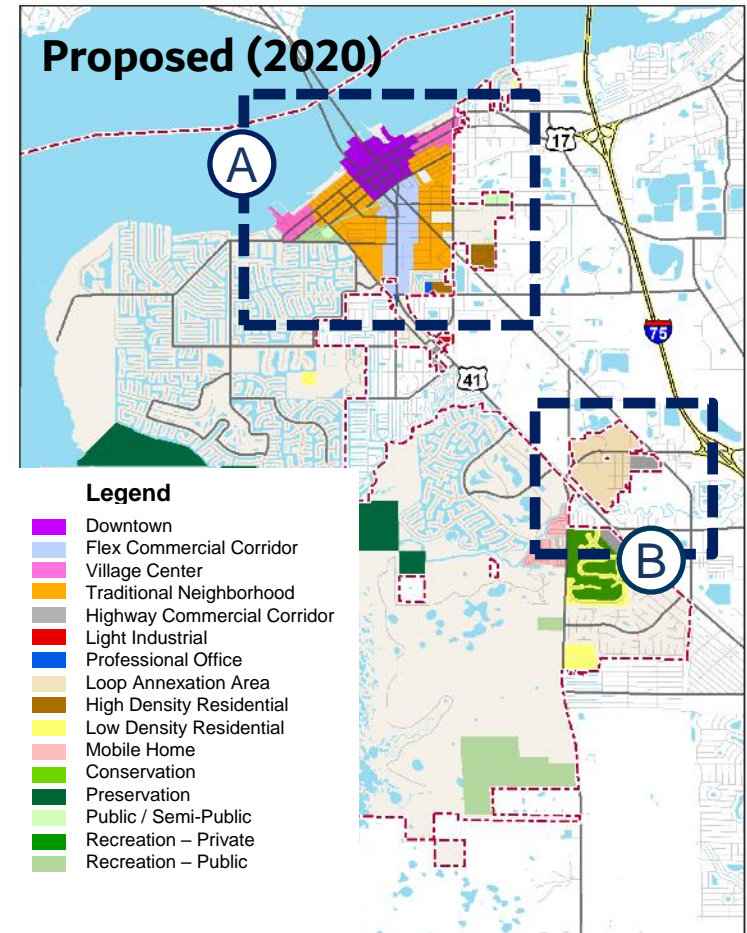 Proposed (2020)
A
17
75
41
B
Legend
Downtown
Flex Commercial Corridor
Village Center
Traditional Neighborhood
Highway Commercial Corridor
Light Industrial
Professional Office
Loop Annexation Area
High Density Residential
Low Density Residential
Mobile Home
Conservation
Preservation
Public / Semi-Public
Recreation – Private
Recreation – Public